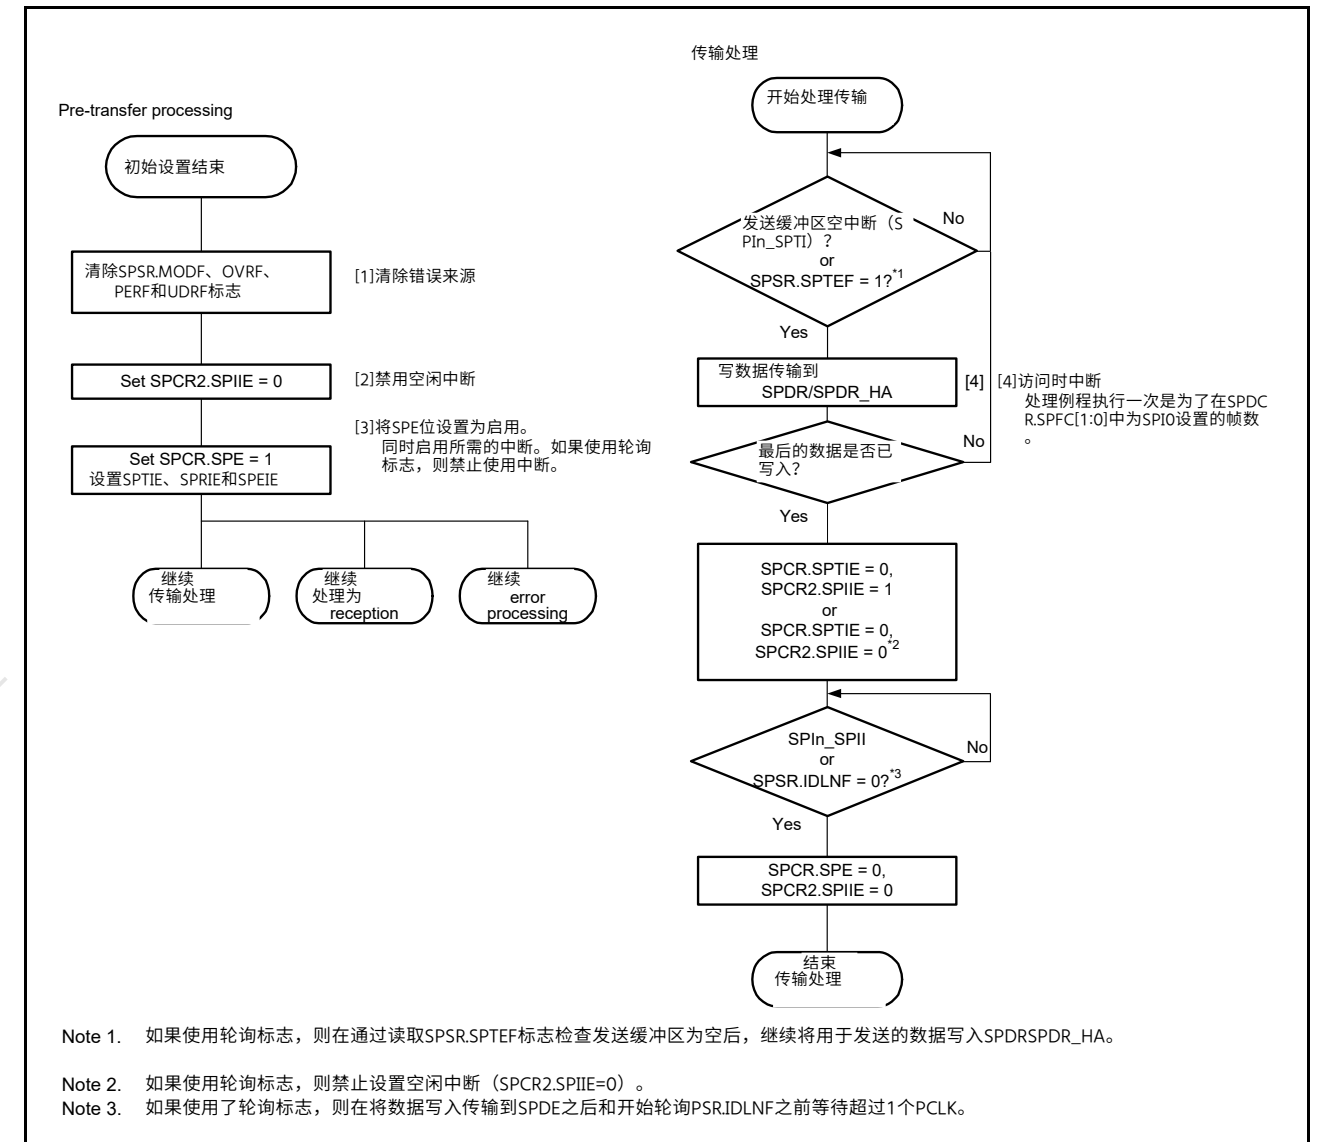 传输处理
开始处理传输
Pre-transfer processing
初始设置结束
清除SPSR.MODF、OVRF、
PERF和UDRF标志
[1]清除错误来源
Set SPCR2.SPIIE = 0
[2]禁用空闲中断
[3]将SPE位设置为启用。
同时启用所需的中断。如果使用轮询
标志，则禁止使用中断。
Set SPCR.SPE = 1
设置SPTIE、SPRIE和SPEIE
继续
传输处理
继续
处理为
reception
继续
error
processing
发送缓冲区空中断（S
PIn_SPTI）？
or
SPSR.SPTEF = 1?*1
No
Yes
写数据传输到
SPDR/SPDR_HA
[4]
[4]访问时中断
处理例程执行一次是为了在SPDC
R.SPFC[1:0]中为SPI0设置的帧数
。
最后的数据是否已
写入？
No
Yes
SPCR.SPTIE = 0,
SPCR2.SPIIE = 1
or
SPCR.SPTIE = 0,
SPCR2.SPIIE = 0*2
SPIn_SPII
or
SPSR.IDLNF = 0?*3
No
Yes
SPCR.SPE = 0,
SPCR2.SPIIE = 0
结束
传输处理
Note 1. 如果使用轮询标志，则在通过读取SPSR.SPTEF标志检查发送缓冲区为空后，继续将用于发送的数据写入SPDRSPDR_HA。
Note 2. 如果使用轮询标志，则禁止设置空闲中断（SPCR2.SPIIE=0）。
Note 3. 如果使用了轮询标志，则在将数据写入传输到SPDE之后和开始轮询PSR.IDLNF之前等待超过1个PCLK。